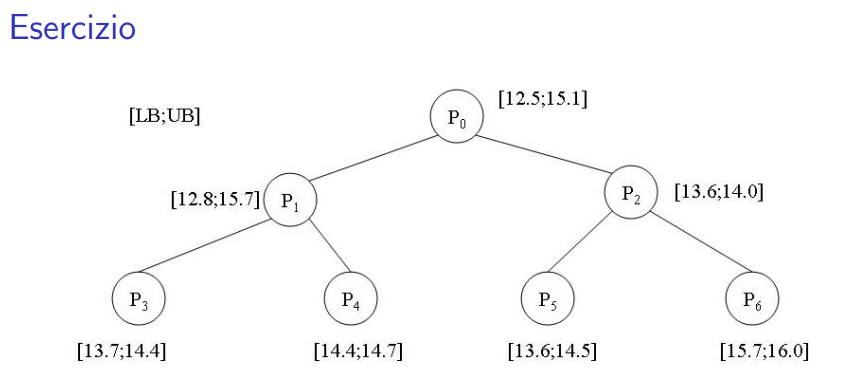 Esercizio
[LB;UB]
P0 [12.5;15.1]
[12.8;15.7] P1
P2 [13.6;14.0]
P3 P4 P5 P6
[13.7;14.4] [14.4;14.7] [13.6;14.5] [15.7;16.0]